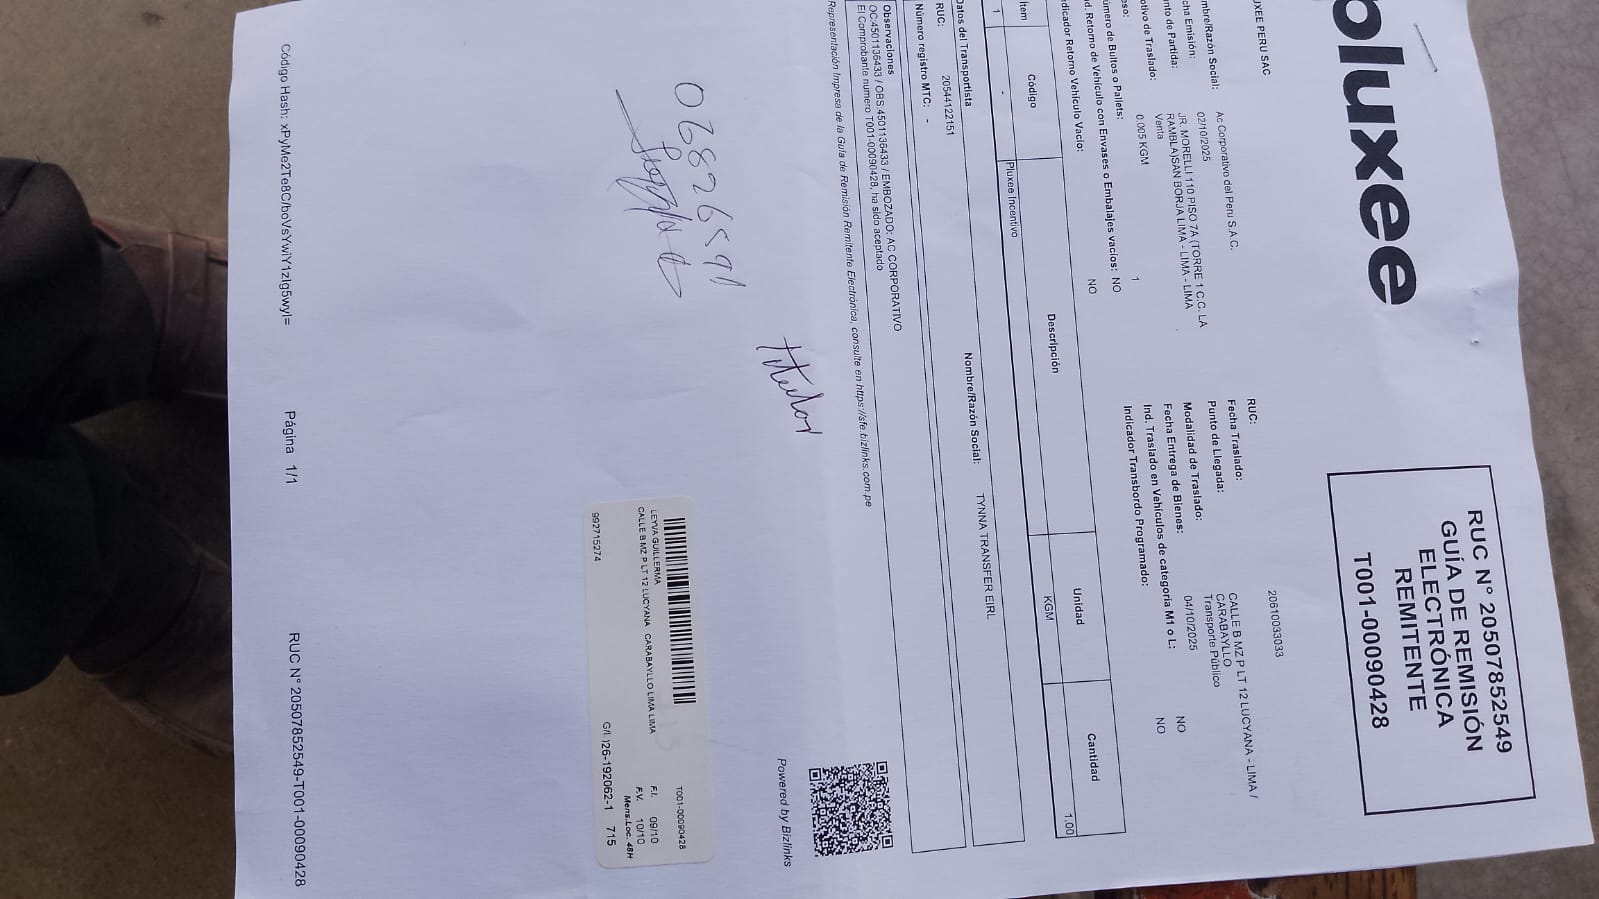 pluxee
RUC N° 20507852549
GUÍA DE REMISIÓN
ELECTRÓNICA
REMITENTE
T001-00090428
UXEE PERU SAC
mbre/Razón Social: Ac Corporativo del Peru S.A.C.
RUC: 20610033033
cha Emisión: 02/10/2025
Fecha Traslado:
nto de Partida: JR. MORELLI 110 PISO 7A (TORRE 1 C.C. LA
RAMBLA)SAN BORJA LIMA - LIMA
Punto de Llegada: CALLE B MZ P LT 12 LUCYANA - LIMA /
CARABAYLLO
otivo de Traslado: Venta
Modalidad de Traslado: Transporte Público
eso: 0.005 KGM
Fecha Entrega de Bienes: 04/10/2025
úmero de Bultos o Pallets: 1
Ind. Traslado en Vehículos de categoría M1 o L: NO
d. Retorno de Vehículo con Envases o Embalajes vacios: NO
Indicador Transbordo Programado: NO
dicador Retorno Vehículo Vacio: NO
Item Código Descripción Unidad Cantidad
1 - Pluxee Incentivo KGM 1.00
Datos del Transportista
RUC: 20544122151
Nombre/Razón Social: TYNNA TRANSFER EIRL
Número registro MTC: -
Observaciones
OC:4501136433 / OBS:4501136433 / EMBOZADO: AC CORPORATIVO
El Comprobante numero T001-00090428, ha sido aceptado
Representación Impresa de la Guía de Remisión Remitente Electrónica, consulte en https://sfe.bizlinks.com.pe
Powered by Bizlinks
titular
06826591
T001-00090428
LEYVA GUILLERMA
CALLE B MZ P LT 12 LUCYANA CARABAYLLO LIMA LIMA
F.I. 09/10
F.V. 10/10
Mens.Loc. 48H
992715274
G/I. 026-192062-1 715
Código Hash: xPyMe2Te8C/boVsYwiY1zIg5wyI=
Página 1/1
RUC N° 20507852549-T001-00090428